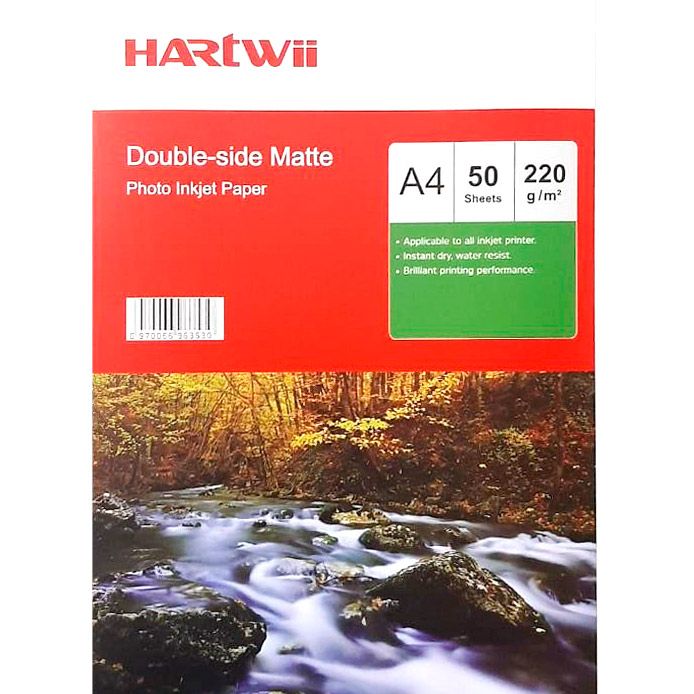 HARtWii
Double-side Matte
Photo Inkjet Paper
A4
50
Sheets
220
g/m²
• Applicable to all inkjet printer.
• Instant dry, water resist.
• Brilliant printing performance.